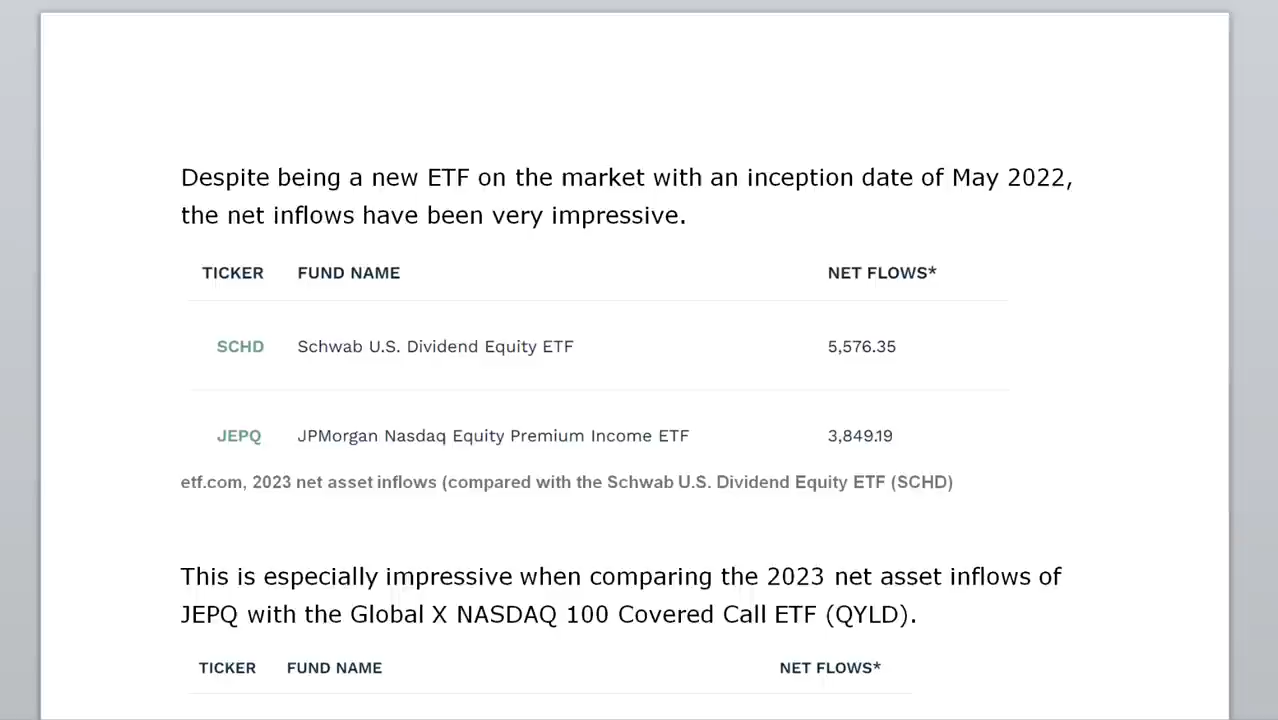 Despite being a new ETF on the market with an inception date of May 2022,
the net inflows have been very impressive.
TICKER FUND NAME NET FLOWS*
SCHD Schwab U.S. Dividend Equity ETF 5,576.35
JEPQ JPMorgan Nasdaq Equity Premium Income ETF 3,849.19
etf.com, 2023 net asset inflows (compared with the Schwab U.S. Dividend Equity ETF (SCHD)
This is especially impressive when comparing the 2023 net asset inflows of
JEPQ with the Global X NASDAQ 100 Covered Call ETF (QYLD).
TICKER FUND NAME NET FLOWS*